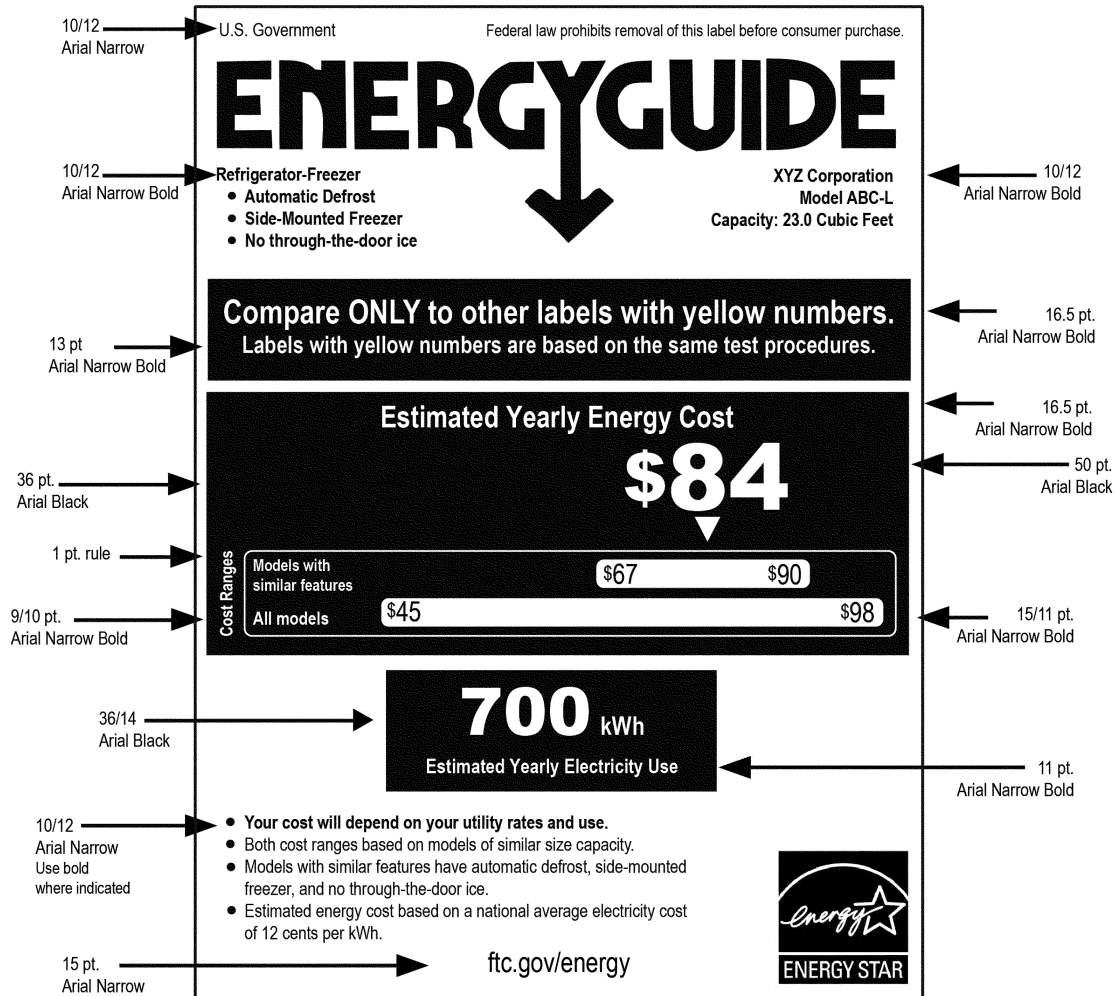 10/12
Arial Narrow
U.S. Government
Federal law prohibits removal of this label before consumer purchase.
ENERGYGUIDE
10/12
Arial Narrow Bold
Refrigerator-Freezer
● Automatic Defrost
● Side-Mounted Freezer
● No through-the-door ice
XYZ Corporation
Model ABC-L
Capacity: 23.0 Cubic Feet
10/12
Arial Narrow Bold
Compare ONLY to other labels with yellow numbers.
16.5 pt.
Arial Narrow Bold
13 pt
Arial Narrow Bold
Labels with yellow numbers are based on the same test procedures.
Estimated Yearly Energy Cost
16.5 pt.
Arial Narrow Bold
36 pt.
Arial Black
$84
50 pt.
Arial Black
1 pt. rule
Cost Ranges
Models with
similar features
$67
$90
9/10 pt.
Arial Narrow Bold
All models
$45
$98
15/11 pt.
Arial Narrow Bold
36/14
Arial Black
700 kWh
Estimated Yearly Electricity Use
11 pt.
Arial Narrow Bold
10/12
Arial Narrow
Use bold
where indicated
● Your cost will depend on your utility rates and use.
● Both cost ranges based on models of similar size capacity.
● Models with similar features have automatic defrost, side-mounted
freezer, and no through-the-door ice.
● Estimated energy cost based on a national average electricity cost
of 12 cents per kWh.
energy
ENERGY STAR
15 pt.
Arial Narrow
ftc.gov/energy